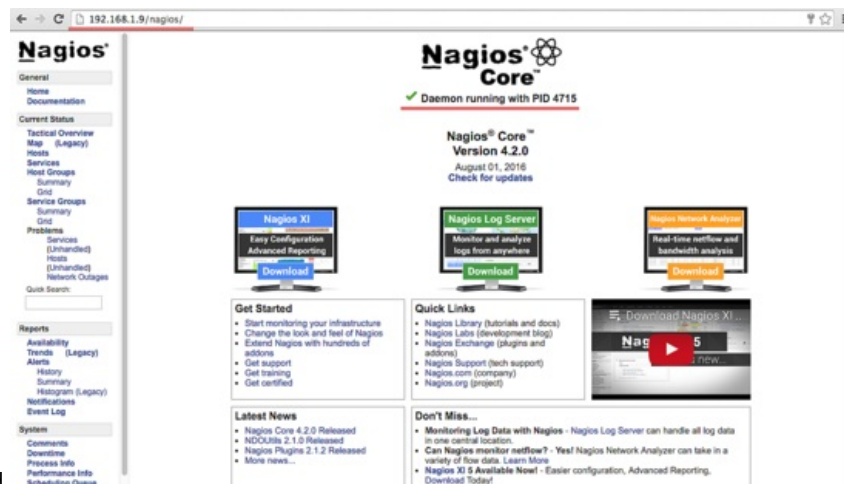 192.168.1.9/nagios/
Nagios®
General
Home
Documentation
Current Status
Tactical Overview
Map (Legacy)
Hosts
Services
Host Groups
Summary
Grid
Service Groups
Summary
Grid
Problems
Services
(Unhandled)
Hosts
(Unhandled)
Network Outages
Quick Search:
Reports
Availability
Trends (Legacy)
Alerts
History
Summary
Histogram (Legacy)
Notifications
Event Log
System
Comments
Downtime
Process Info
Performance Info
Scheduling Queue
Nagios®
Core™
Daemon running with PID 4715
Nagios® Core™
Version 4.2.0
August 01, 2016
Check for updates
Nagios XI
Easy Configuration
Advanced Reporting
Download
Nagios Log Server
Monitor and analyze
logs from anywhere
Download
Nagios Network Analyzer
Real-time netflow and
bandwidth analysis
Download
Get Started
Start monitoring your infrastructure
Change the look and feel of Nagios
Extend Nagios with hundreds of
addons
Get support
Get training
Get certified
Quick Links
Nagios Library (tutorials and docs)
Nagios Labs (development blog)
Nagios Exchange (plugins and
addons)
Nagios Support (tech support)
Nagios.com (company)
Nagios.org (project)
Download Nagios XI ...
Nag 5
new...
Latest News
Nagios Core 4.2.0 Released
NDOUtils 2.1.0 Released
Nagios Plugins 2.1.2 Released
More news...
Don't Miss...
Monitoring Log Data with Nagios - Nagios Log Server can handle all log data
in one central location.
Can Nagios monitor netflow? - Yes! Nagios Network Analyzer can take in a
variety of flow data. Learn More
Nagios XI 5 Available Now! - Easier configuration, Advanced Reporting,
Download Today!